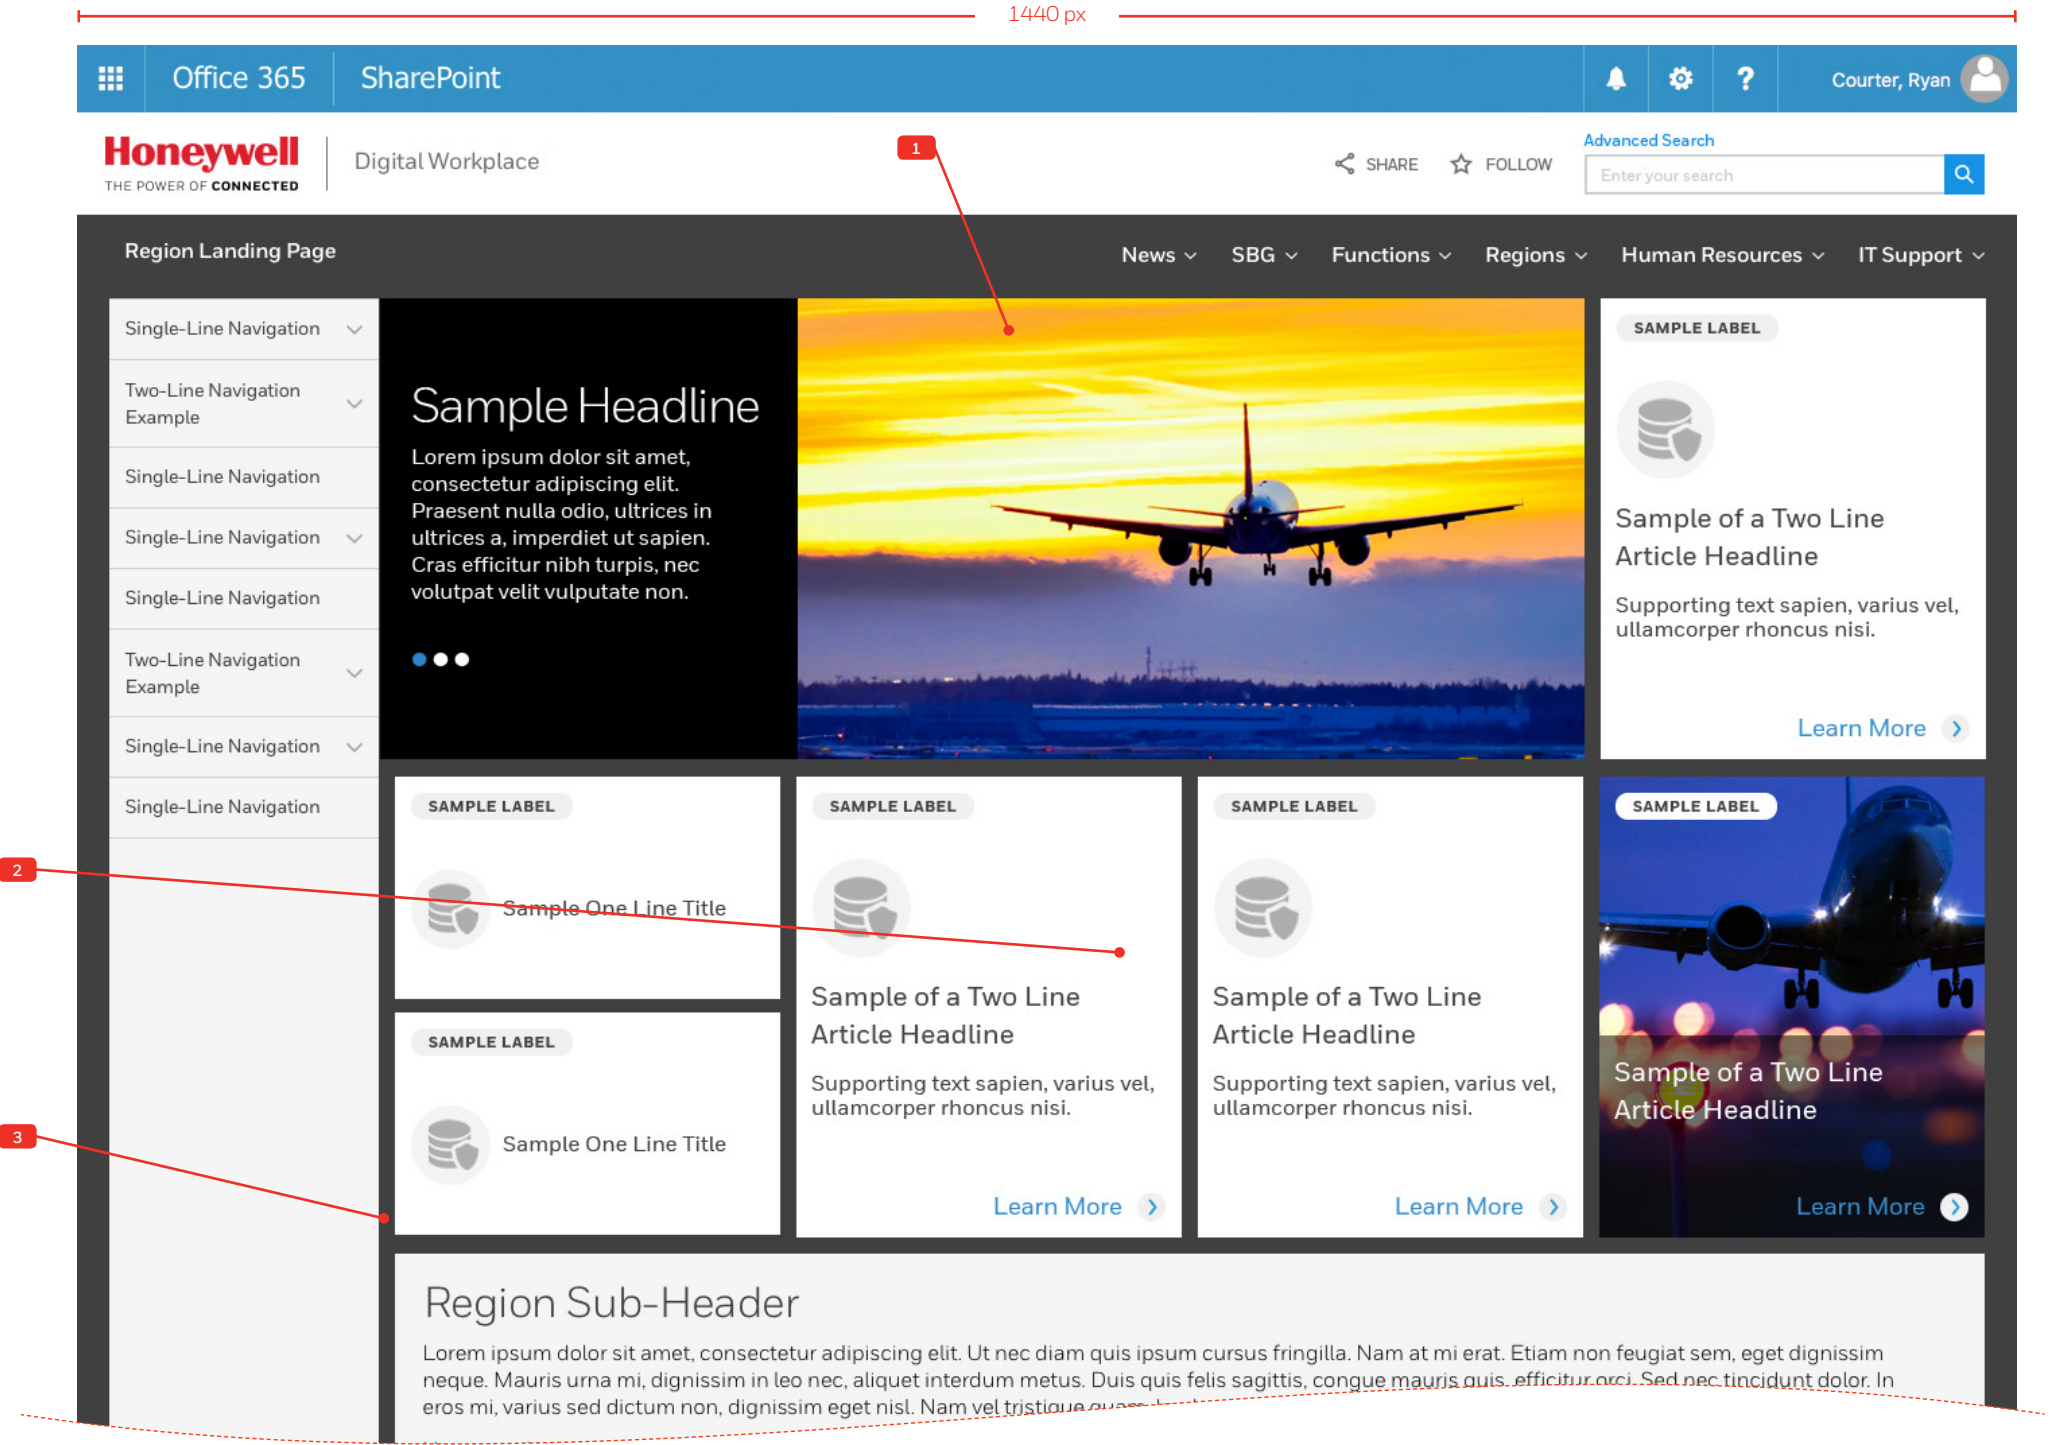 1440 px
Office 365
SharePoint
?
Courter, Ryan
Honeywell
THE POWER OF CONNECTED
Digital Workplace
1
SHARE
FOLLOW
Advanced Search
Enter your search
Region Landing Page
News
SBG
Functions
Regions
Human Resources
IT Support
Single-Line Navigation
Two-Line Navigation
Example
Single-Line Navigation
Single-Line Navigation
Single-Line Navigation
Two-Line Navigation
Example
Single-Line Navigation
Single-Line Navigation
Sample Headline
Lorem ipsum dolor sit amet,
consectetur adipiscing elit.
Praesent nulla odio, ultrices in
ultrices a, imperdiet ut sapien.
Cras efficitur nibh turpis, nec
volutpat velit vulputate non.
SAMPLE LABEL
Sample of a Two Line
Article Headline
Supporting text sapien, varius vel,
ullamcorper rhoncus nisi.
Learn More
2
SAMPLE LABEL
Sample One Line Title
3
SAMPLE LABEL
Sample One Line Title
SAMPLE LABEL
Sample of a Two Line
Article Headline
Supporting text sapien, varius vel,
ullamcorper rhoncus nisi.
Learn More
SAMPLE LABEL
Sample of a Two Line
Article Headline
Supporting text sapien, varius vel,
ullamcorper rhoncus nisi.
Learn More
SAMPLE LABEL
Sample of a Two Line
Article Headline
Learn More
Region Sub-Header
Lorem ipsum dolor sit amet, consectetur adipiscing elit. Ut nec diam quis ipsum cursus fringilla. Nam at mi erat. Etiam non feugiat sem, eget dignissim
neque. Mauris urna mi, dignissim in leo nec, aliquet interdum metus. Duis quis felis sagittis, congue mauris quis, efficitur orci. Sed nec tincidunt dolor. In
eros mi, varius sed dictum non, dignissim eget nisl. Nam vel tristique quam